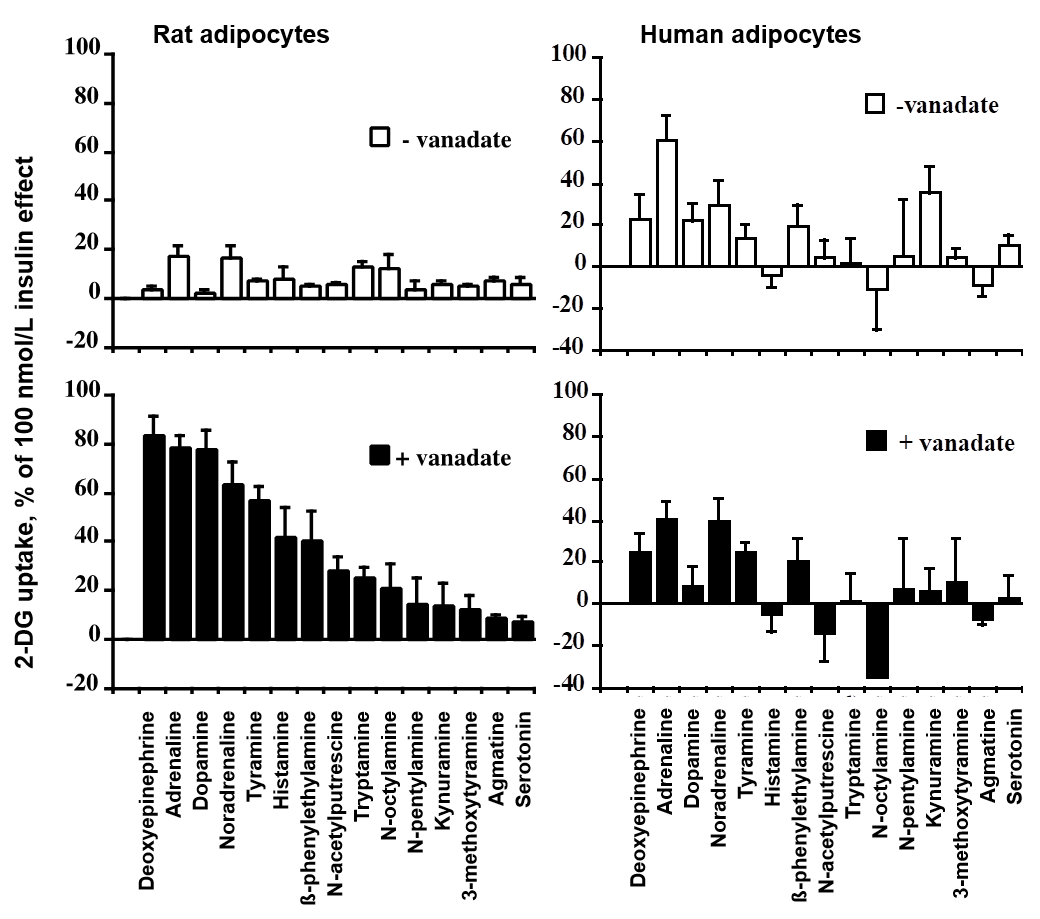 Rat adipocytes
Human adipocytes
2-DG uptake, % of 100 nmol/L insulin effect
100
80
60
40
20
0
-20
- vanadate
100
80
60
40
20
0
-20
-40
-vanadate
100
80
60
40
20
0
-20
+ vanadate
100
80
60
40
20
0
-20
-40
+ vanadate
Deoxyepinephrine
Adrenaline
Dopamine
Noradrenaline
Tyramine
Histamine
ß-phenylethylamine
N-acetylputrescine
Tryptamine
N-octylamine
N-pentylamine
Kynuramine
3-methoxytyramine
Agmatine
Serotonin
Deoxyepinephrine
Adrenaline
Dopamine
Noradrenaline
Tyramine
Histamine
ß-phenylethylamine
N-acetylputrescine
Tryptamine
N-octylamine
N-pentylamine
Kynuramine
3-methoxytyramine
Agmatine
Serotonin